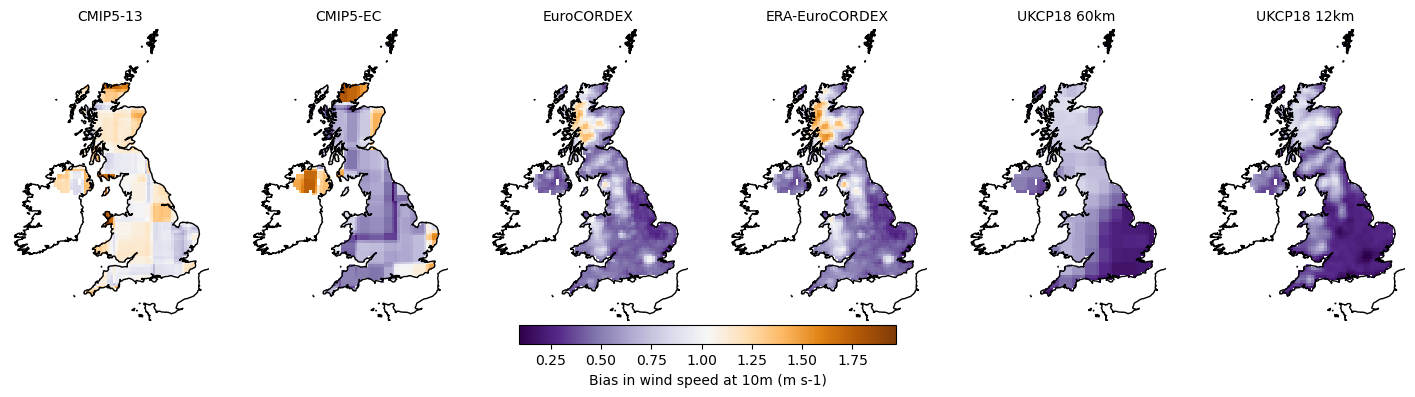 CMIP5-13 CMIP5-EC EuroCORDEX ERA-EuroCORDEX UKCP18 60km UKCP18 12km
0.25 0.50 0.75 1.00 1.25 1.50 1.75
Bias in wind speed at 10m (m s-1)